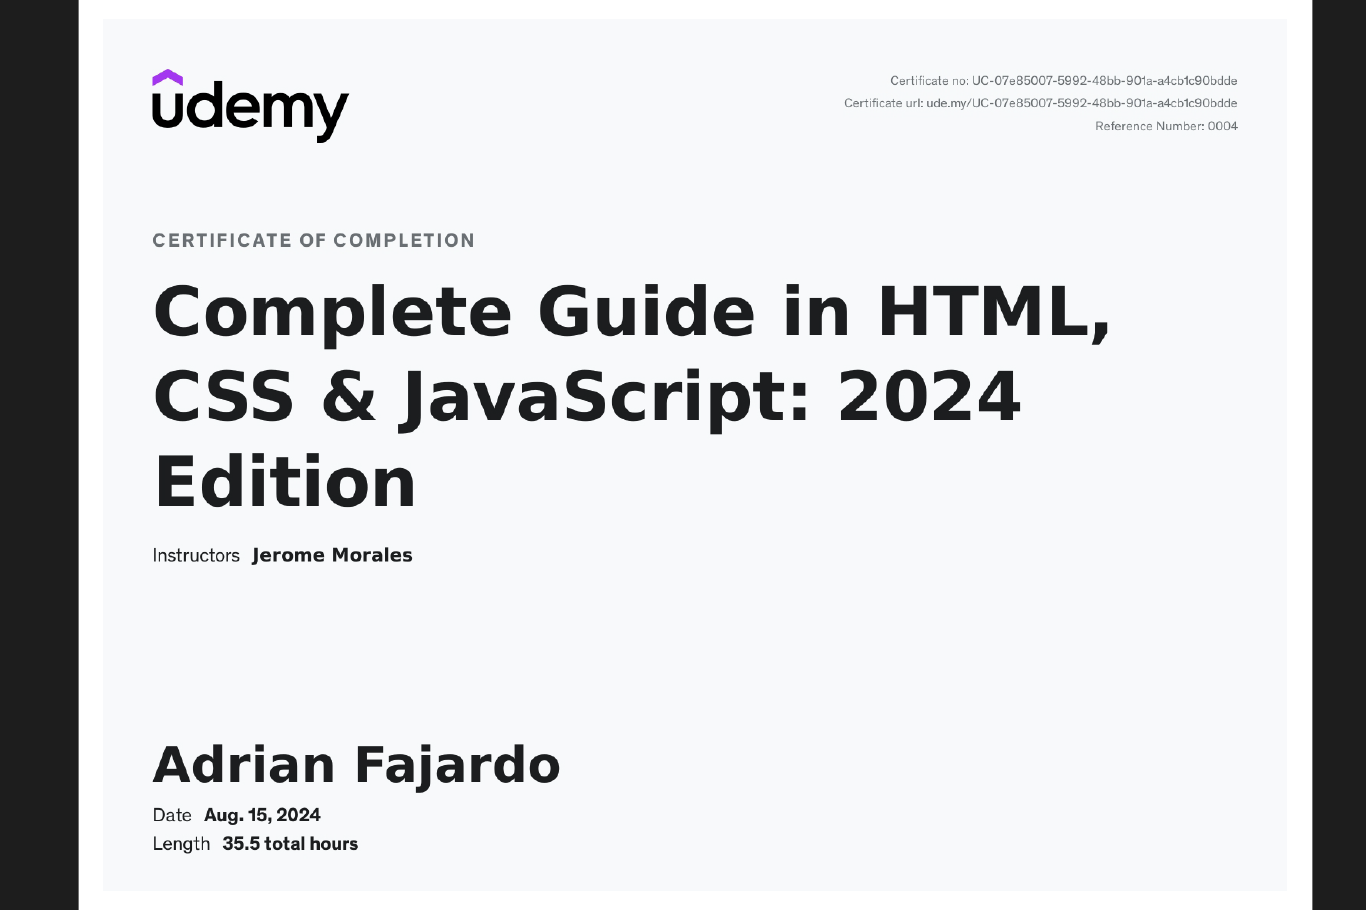 udemy
Certificate no: UC-07e85007-5992-48bb-901a-a4cb1c90bdde
Certificate url: ude.my/UC-07e85007-5992-48bb-901a-a4cb1c90bdde
Reference Number: 0004
CERTIFICATE OF COMPLETION
Complete Guide in HTML,
CSS & JavaScript: 2024
Edition
Instructors Jerome Morales
Adrian Fajardo
Date Aug. 15, 2024
Length 35.5 total hours